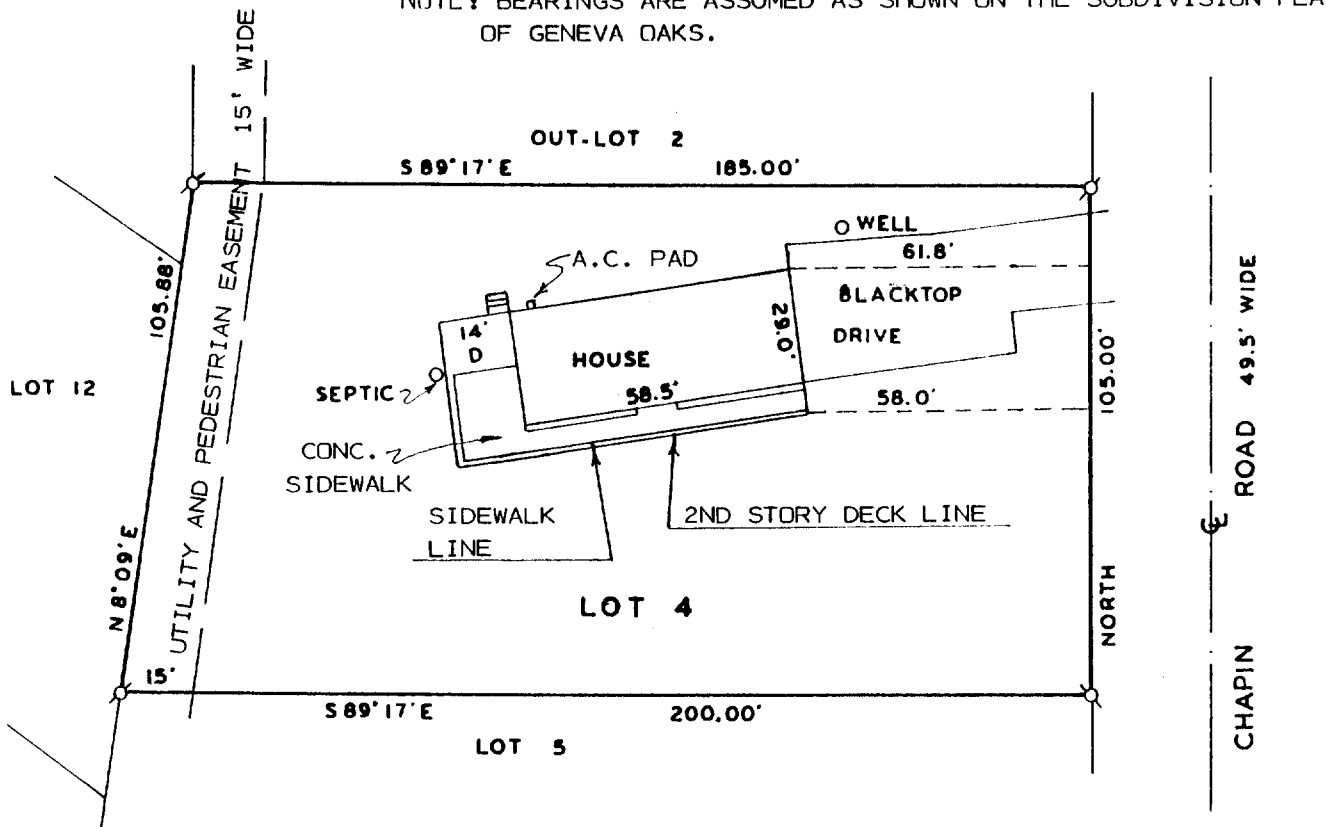 BEARINGS ARE ASSUMED AS SHOWN ON THE SUBDIVISION
OF GENEVA OAKS.
UTILITY AND PEDESTRIAN EASEMENT 15' WIDE
OUT-LOT 2
S 89°17' E 185.00'
WELL
61.8'
A.C. PAD
BLACKTOP
DRIVE
105.88'
14'
D
HOUSE
29.0'
58.5'
58.0'
105.00'
LOT 12
SEPTIC
CONC.
SIDEWALK
SIDEWALK
LINE
2ND STORY DECK LINE
N 8°09' E
LOT 4
NORTH
15'
S 89°17' E 200.00'
LOT 5
CHAPIN ROAD 49.5' WIDE